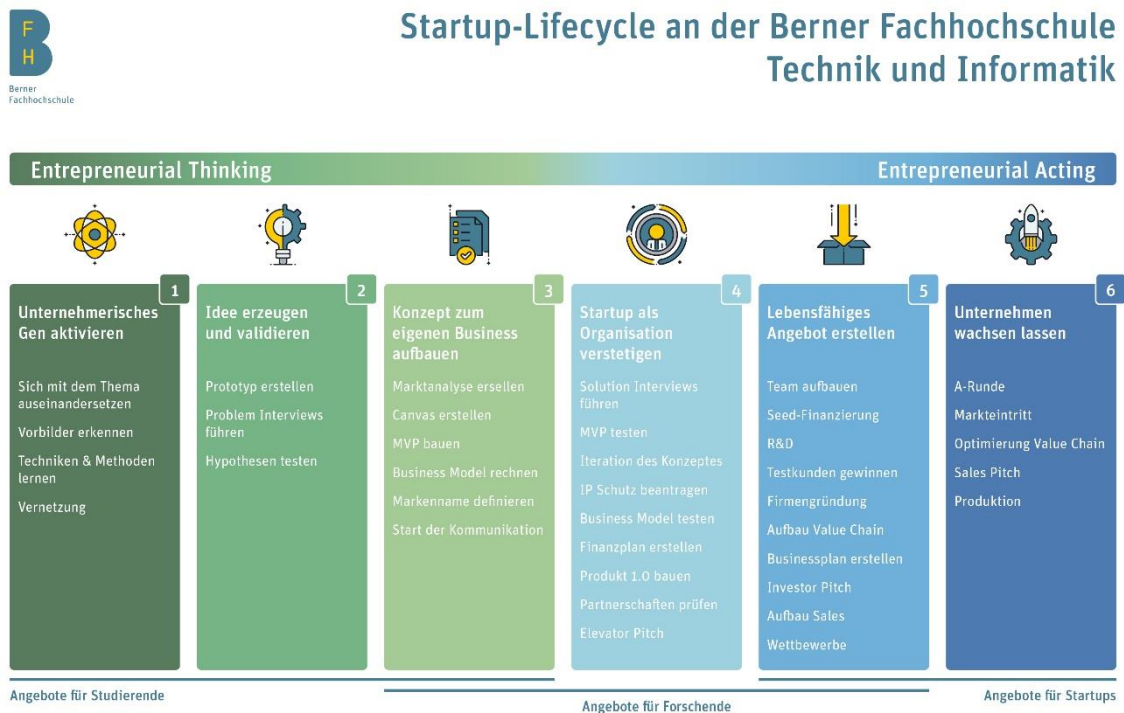 F
H
Berner
Fachhochschule
Startup-Lifecycle an der Berner Fachhochschule
Technik und Informatik
Entrepreneurial Thinking
Entrepreneurial Acting
1
Unternehmerisches
Gen aktivieren
Sich mit dem Thema
auseinandersetzen
Vorbilder erkennen
Techniken & Methoden
lernen
Vernetzung
2
Idee erzeugen
und validieren
Prototyp erstellen
Problem Interviews
führen
Hypothesen testen
3
Konzept zum
eigenen Business
aufbauen
Marktanalyse ersellen
Canvas erstellen
MVP bauen
Business Model rechnen
Markenname definieren
Start der Kommunikation
4
Startup als
Organisation
verstetigen
Solution Interviews
führen
MVP testen
Iteration des Konzeptes
IP Schutz beantragen
Business Model testen
Finanzplan erstellen
Produkt 1.0 bauen
Partnerschaften prüfen
Elevator Pitch
5
Lebensfähiges
Angebot erstellen
Team aufbauen
Seed-Finanzierung
R&D
Testkunden gewinnen
Firmengründung
Aufbau Value Chain
Businessplan erstellen
Investor Pitch
Aufbau Sales
Wettbewerbe
6
Unternehmen
wachsen lassen
A-Runde
Markteintritt
Optimierung Value Chain
Sales Pitch
Produktion
Angebote für Studierende
Angebote für Forschende
Angebote für Startups